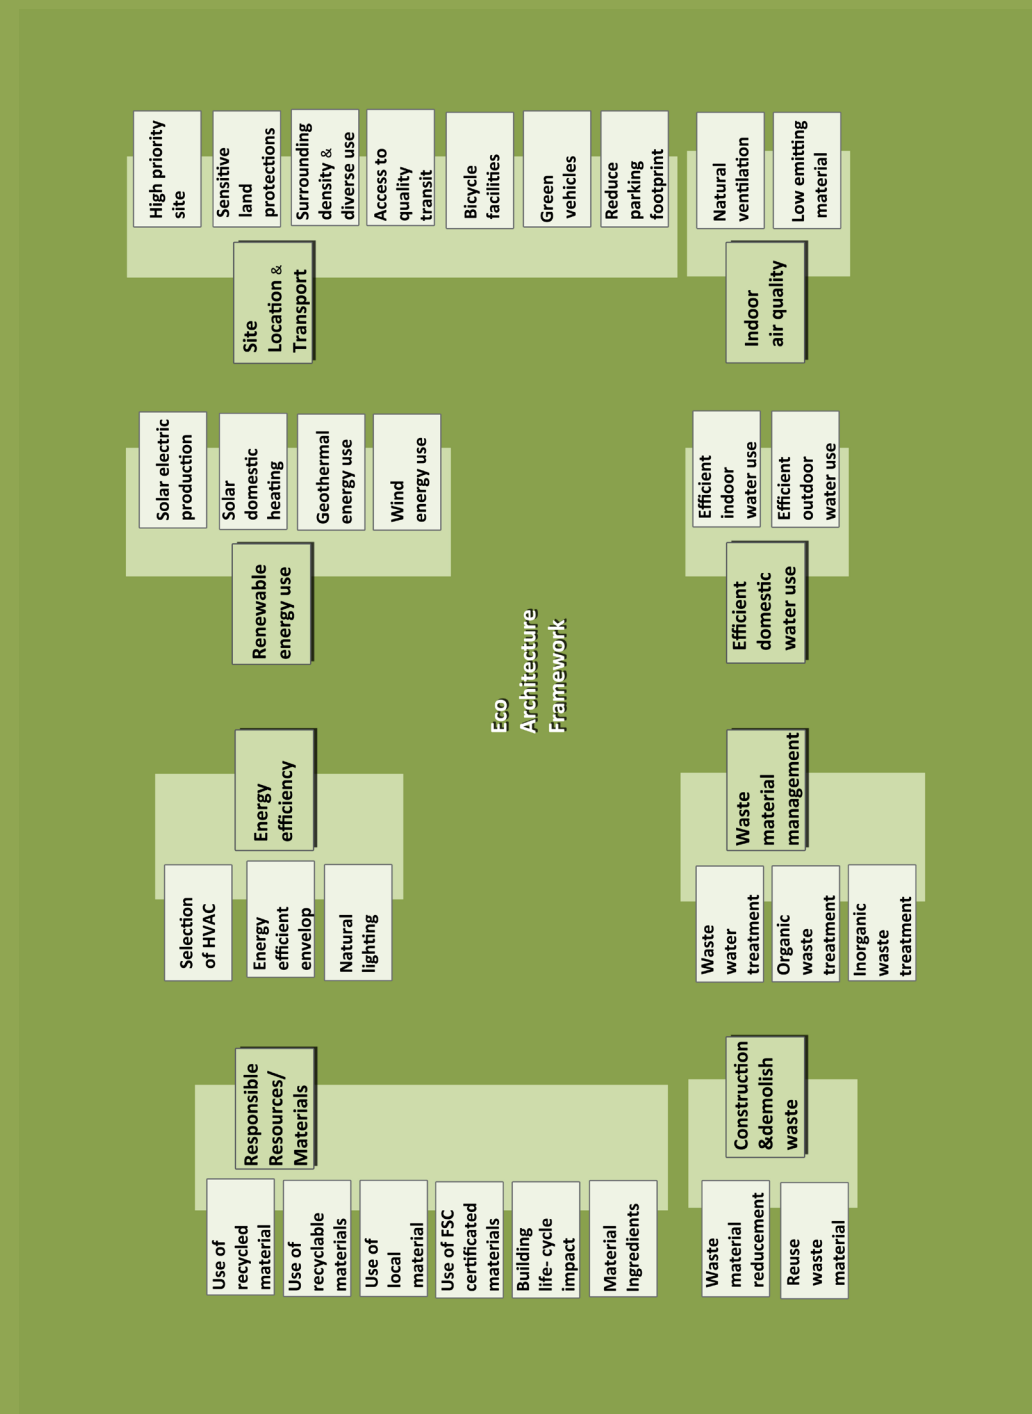 Responsible
Resources/
Materials
Use of
recycled
material
Use of
recyclable
materials
Use of
local
material
Use of FSC
certificated
materials
Building
life- cycle
impact
Material
Ingredients
Energy
efficiency
Selection
of HVAC
Energy
efficient
envelop
Natural
lighting
Renewable
energy use
Solar electric
production
Solar
domestic
heating
Geothermal
energy use
Wind
energy use
Site
Location &
Transport
High priority
site
Sensitive
land
protections
Surrounding
density &
diverse use
Access to
quality
transit
Bicycle
facilities
Green
vehicles
Reduce
parking
footprint
Eco
Architecture
Framework
Construction
&demolish
waste
Waste
material
reducement
Reuse
waste
material
Waste
material
management
Waste
water
treatment
Organic
waste
treatment
Inorganic
waste
treatment
Efficient
domestic
water use
Efficient
indoor
water use
Efficient
outdoor
water use
Indoor
air quality
Natural
ventilation
Low emitting
material